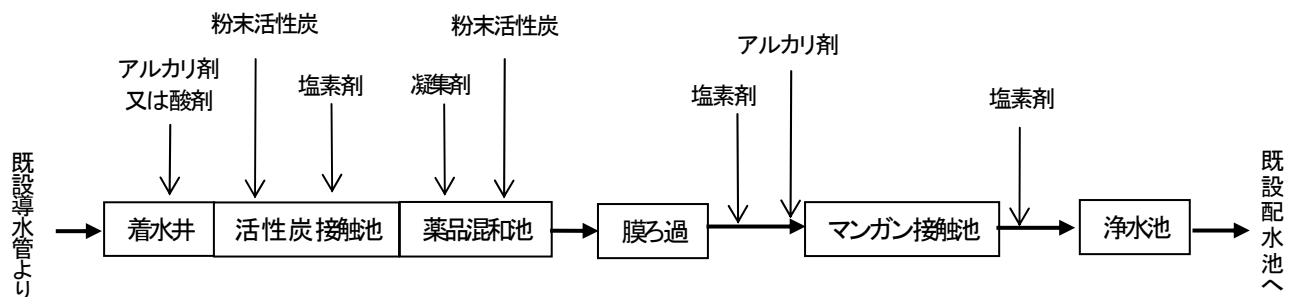 粉末活性炭
粉末活性炭
アルカリ剤
アルカリ剤
又は酸剤
塩素剤
凝集剤
塩素剤
塩素剤
既設導水管より
着水井
活性炭接触池
薬品混和池
膜ろ過
マンガン接触池
浄水池
既設配水池へ